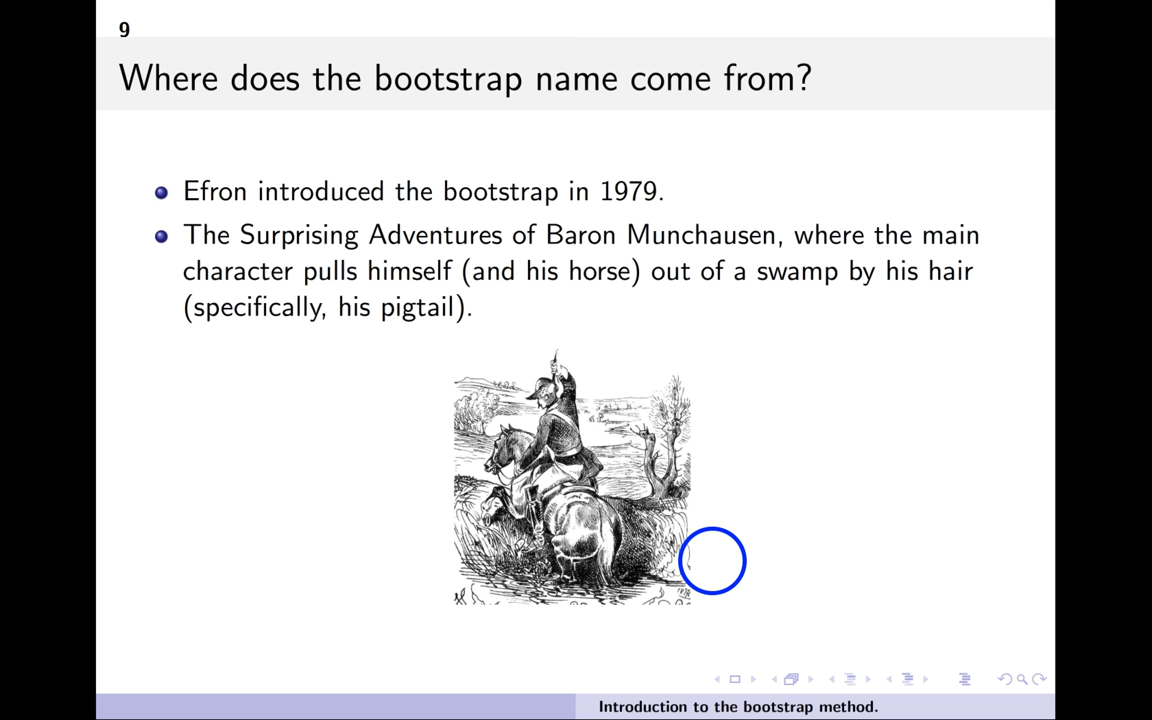 9
Where does the bootstrap name come from?
Efron introduced the bootstrap in 1979.
The Surprising Adventures of Baron Munchausen, where the main
character pulls himself (and his horse) out of a swamp by his hair
(specifically, his pigtail).
Introduction to the bootstrap method.